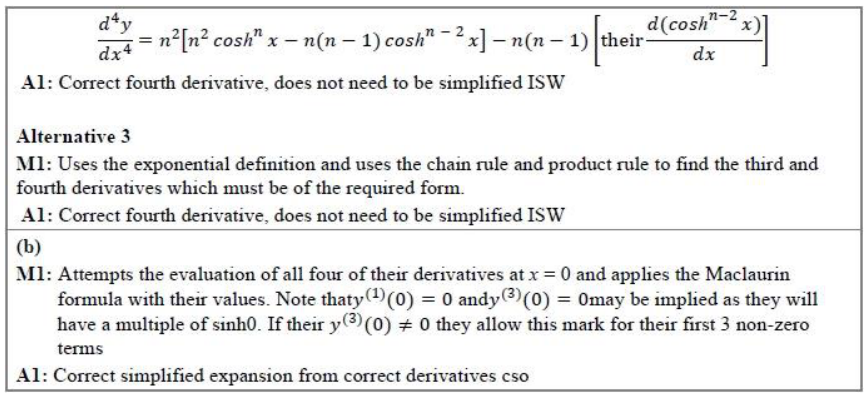 d⁴y/dx⁴ = n²[n² coshⁿ x − n(n − 1) coshⁿ ⁻ ² x] − n(n − 1) [their d(coshⁿ⁻² x)/dx]
A1: Correct fourth derivative, does not need to be simplified ISW
Alternative 3
M1: Uses the exponential definition and uses the chain rule and product rule to find the third and
fourth derivatives which must be of the required form.
A1: Correct fourth derivative, does not need to be simplified ISW
(b)
M1: Attempts the evaluation of all four of their derivatives at x = 0 and applies the Maclaurin
formula with their values. Note thaty⁽¹⁾(0) = 0 andy⁽³⁾(0) = 0may be implied as they will
have a multiple of sinh0. If their y⁽³⁾(0) ≠ 0 they allow this mark for their first 3 non-zero
terms
A1: Correct simplified expansion from correct derivatives cso